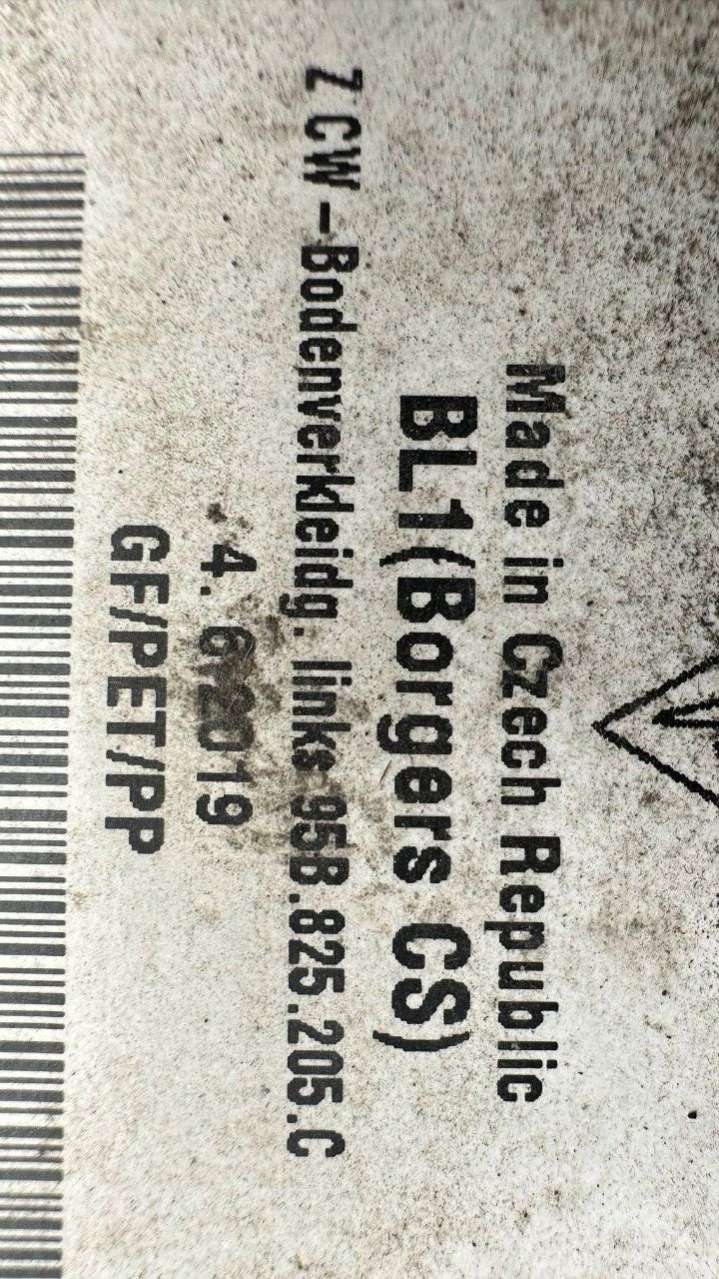 Made in Czech Republic
BL1(Borgers CS)
Z CW -Bodenverkleidg. links 95B.825.205.C
4. 6.2019
GF/PET/PP